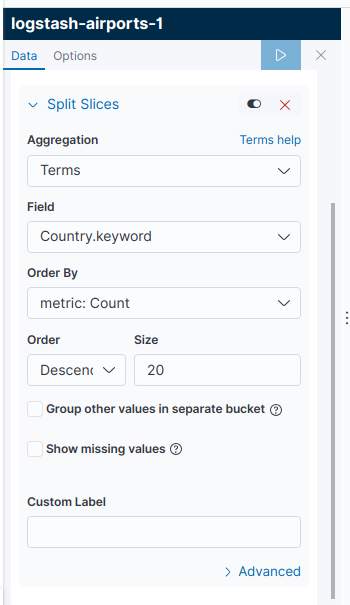 logstash-airports-1
Data Options
Split Slices
Aggregation Terms help
Terms
Field
Country.keyword
Order By
metric: Count
Order Size
Descend 20
Group other values in separate bucket
Show missing values
Custom Label
Advanced